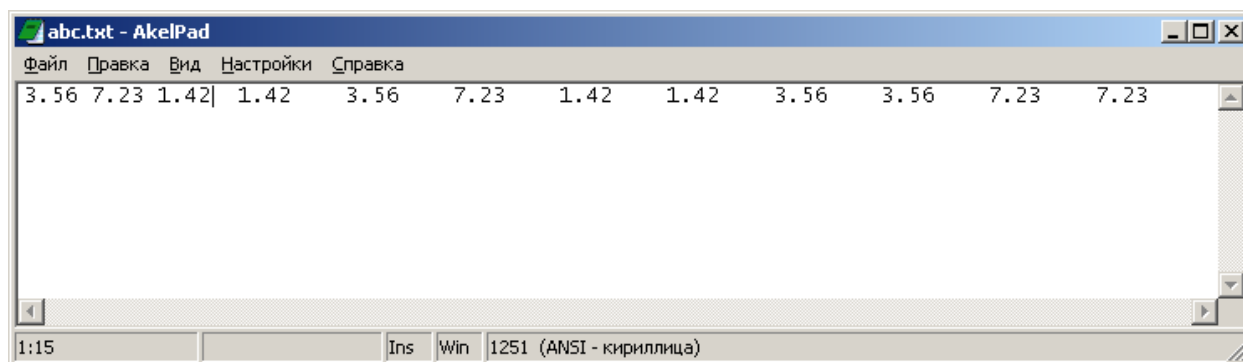 abc.txt - AkelPad
Файл Правка Вид Настройки Справка
3.56 7.23 1.42 1.42 3.56 7.23 1.42 1.42 3.56 3.56 7.23 7.23
1:15 Ins Win 1251 (ANSI - кириллица)